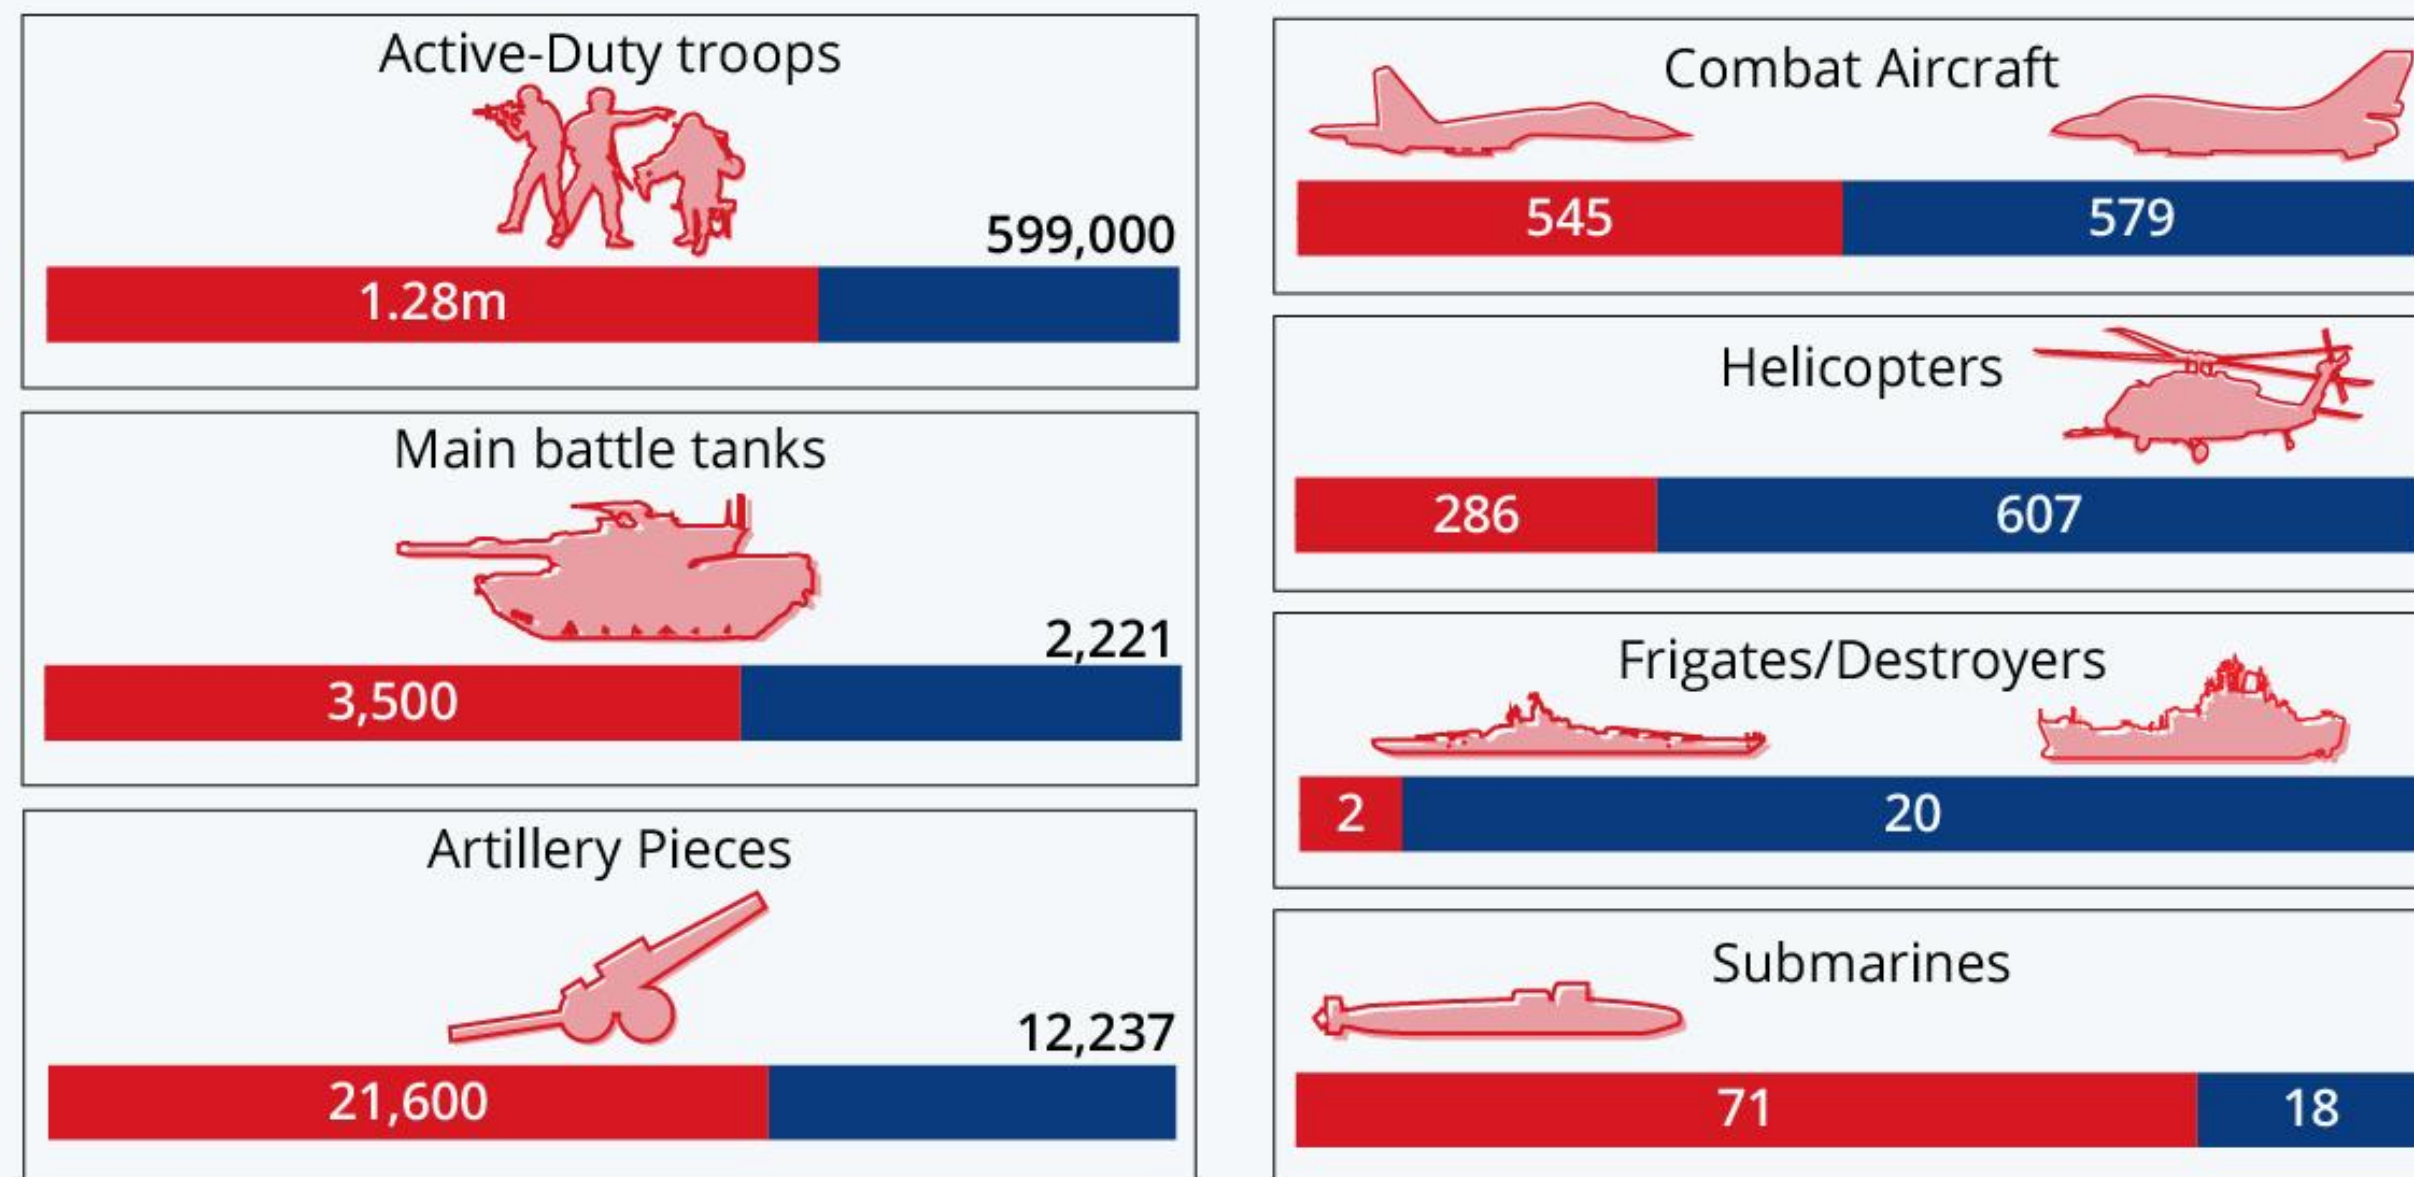 Active-Duty troops
599,000
1.28m
Main battle tanks
2,221
3,500
Artillery Pieces
12,237
21,600
Combat Aircraft
545 579
Helicopters
286 607
Frigates/Destroyers
2 20
Submarines
71 18